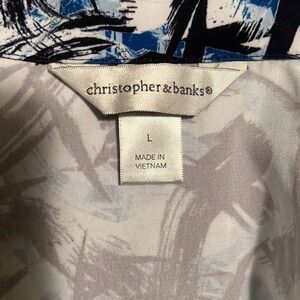 christopher & banks®
L
MADE IN
VIETNAM